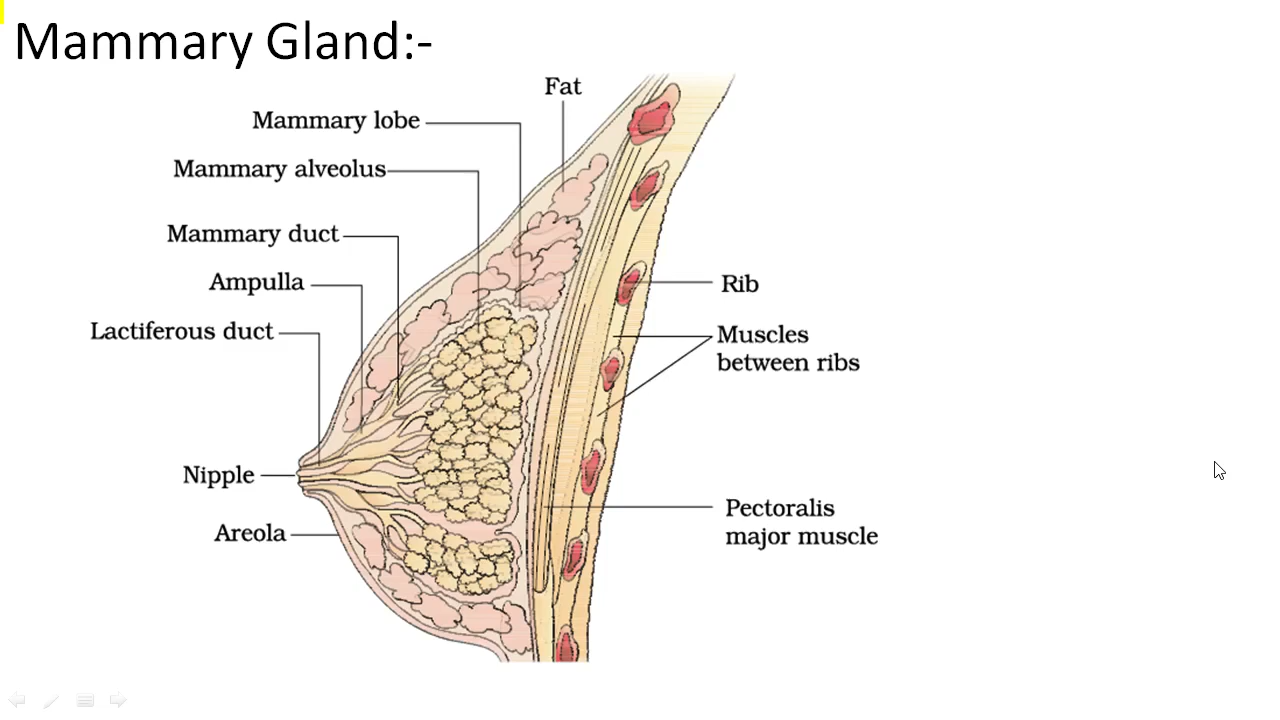 Mammary Gland:-
Fat
Mammary lobe
Mammary alveolus
Mammary duct
Ampulla
Lactiferous duct
Nipple
Areola
Rib
Muscles
between ribs
Pectoralis
major muscle